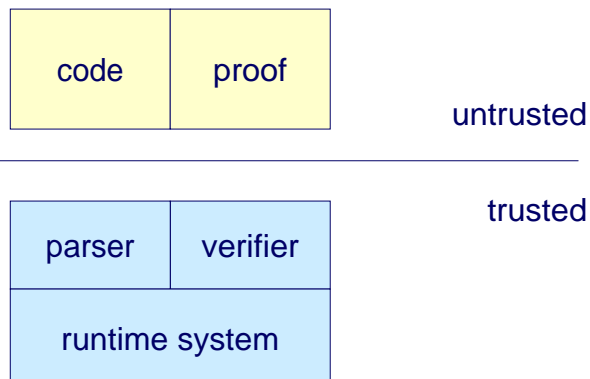 code proof
untrusted
trusted
parser verifier
runtime system